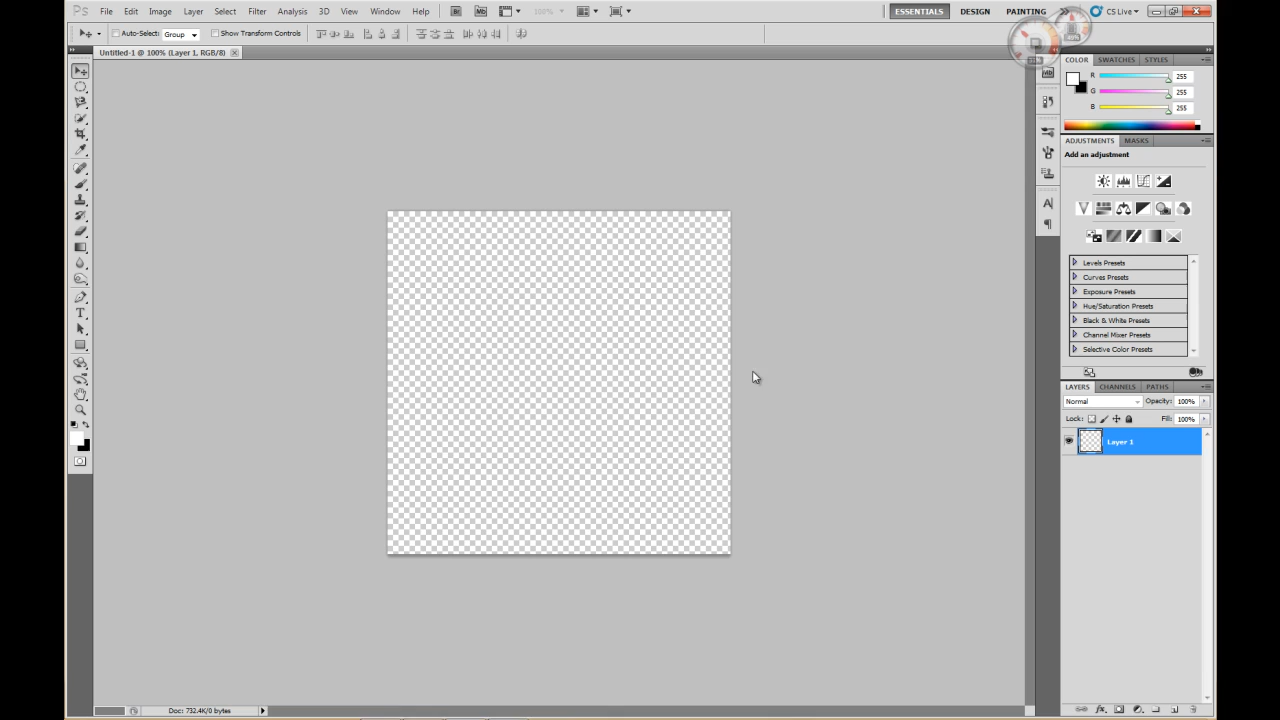 Ps File Edit Image Layer Select Filter 3D View Analysis Window Help Br Mb 100% ESSENTIALS DESIGN PAINTING CS Live
Auto-Select: Group Show Transform Controls
Untitled-1 @ 100% (Layer 1, RGB/8)
COLOR SWATCHES STYLES
R 255
G 255
B 255
ADJUSTMENTS MASKS
Add an adjustment
Levels Presets
Curves Presets
Exposure Presets
Hue/Saturation Presets
Black & White Presets
Channel Mixer Presets
Selective Color Presets
LAYERS CHANNELS PATHS
Normal Opacity: 100%
Lock: Fill: 100%
Layer 1
Doc: 732.4K/0 bytes